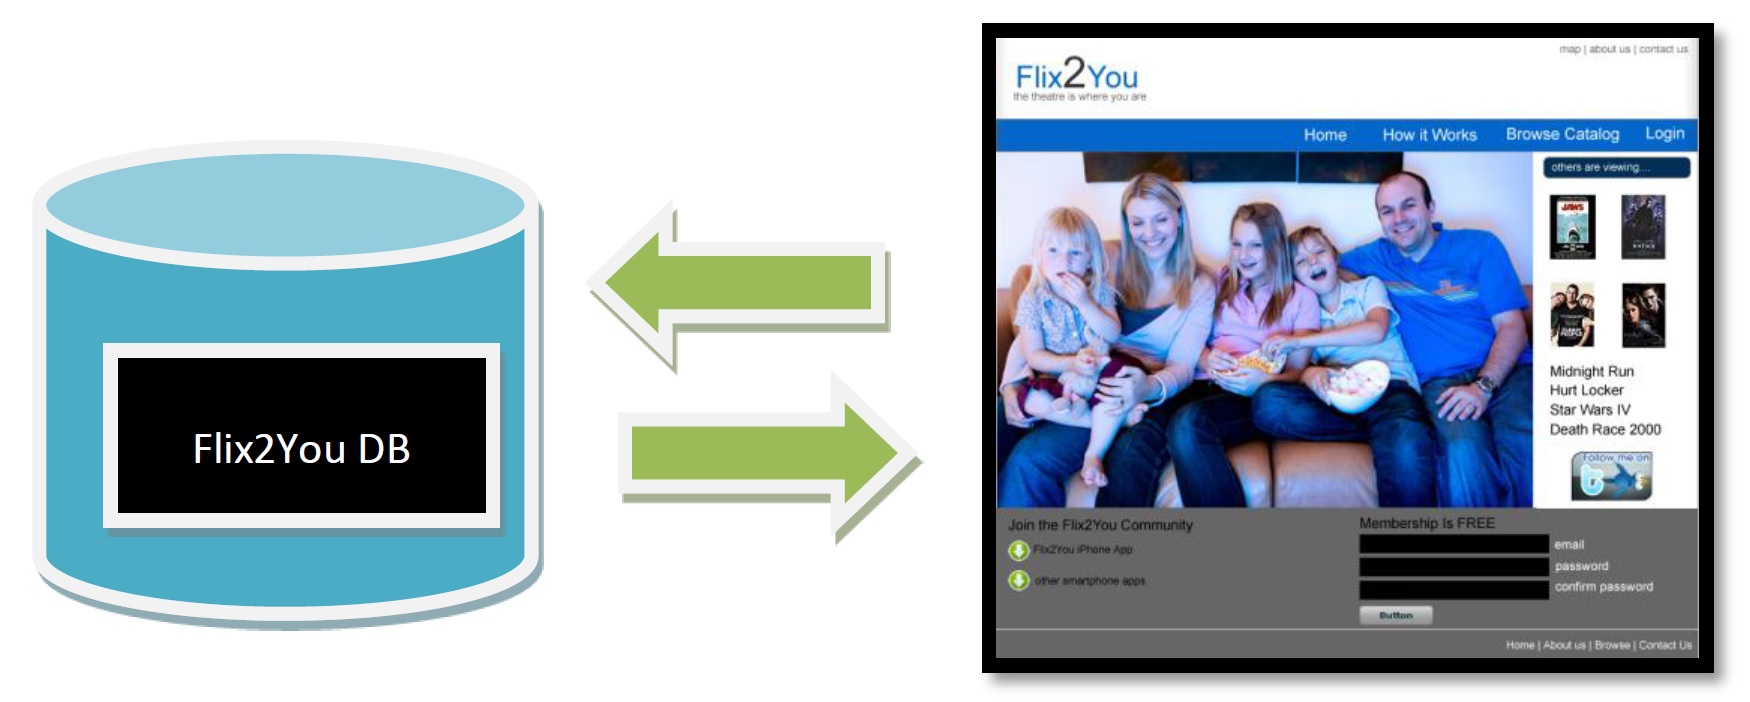 Flix2You DB
map | about us | contact us
Flix2You
the theatre is where you are
Home How it Works Browse Catalog Login
others are viewing....
JAWS
Midnight Run
Hurt Locker
Star Wars IV
Death Race 2000
Follow me on
t
Join the Flix2You Community
Flix2You iPhone App
other smartphone apps
Membership Is FREE
email
password
confirm password
Button
Home | About us | Browse | Contact Us